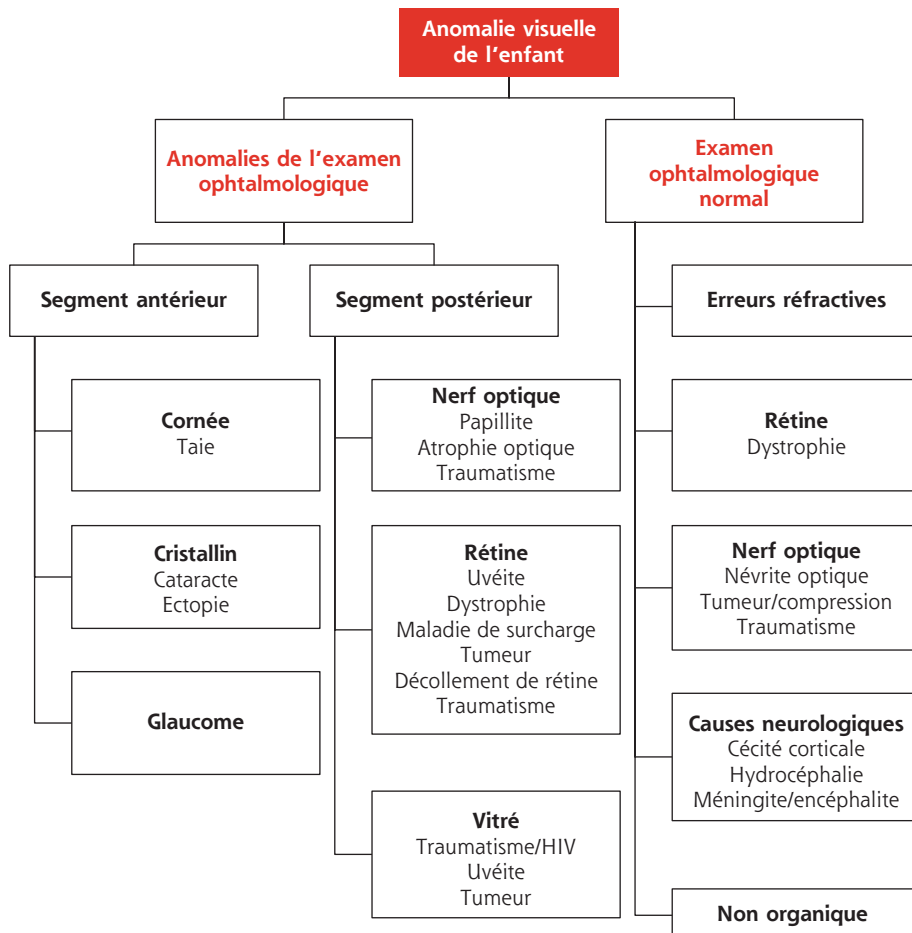 Anomalie visuelle
de l'enfant
Anomalies de l'examen
ophtalmologique
Segment antérieur
Cornée
Taie
Cristallin
Cataracte
Ectopie
Glaucome
Segment postérieur
Nerf optique
Papillite
Atrophie optique
Traumatisme
Rétine
Uvéite
Dystrophie
Maladie de surcharge
Tumeur
Décollement de rétine
Traumatisme
Vitré
Traumatisme/HIV
Uvéite
Tumeur
Examen
ophtalmologique
normal
Erreurs réfractives
Rétine
Dystrophie
Nerf optique
Névrite optique
Tumeur/compression
Traumatisme
Causes neurologiques
Cécité corticale
Hydrocéphalie
Méningite/encéphalite
Non organique